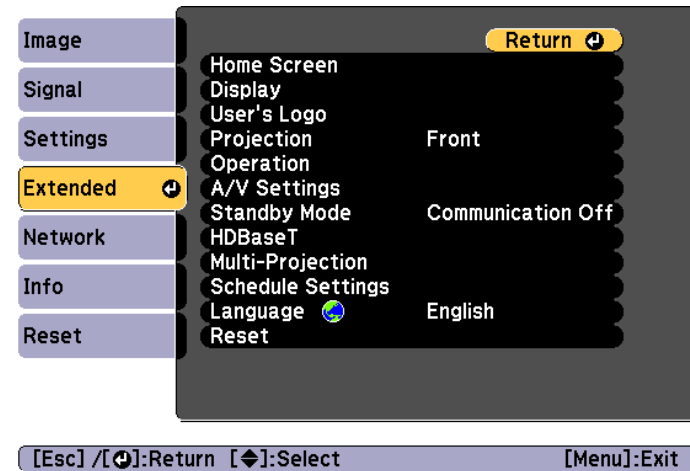 Image
Signal
Settings
Extended
Network
Info
Reset
Return
Home Screen
Display
User's Logo
Projection Front
Operation
A/V Settings
Standby Mode Communication Off
HDBaseT
Multi-Projection
Schedule Settings
Language English
Reset
[Esc] /[]:Return []:Select [Menu]:Exit